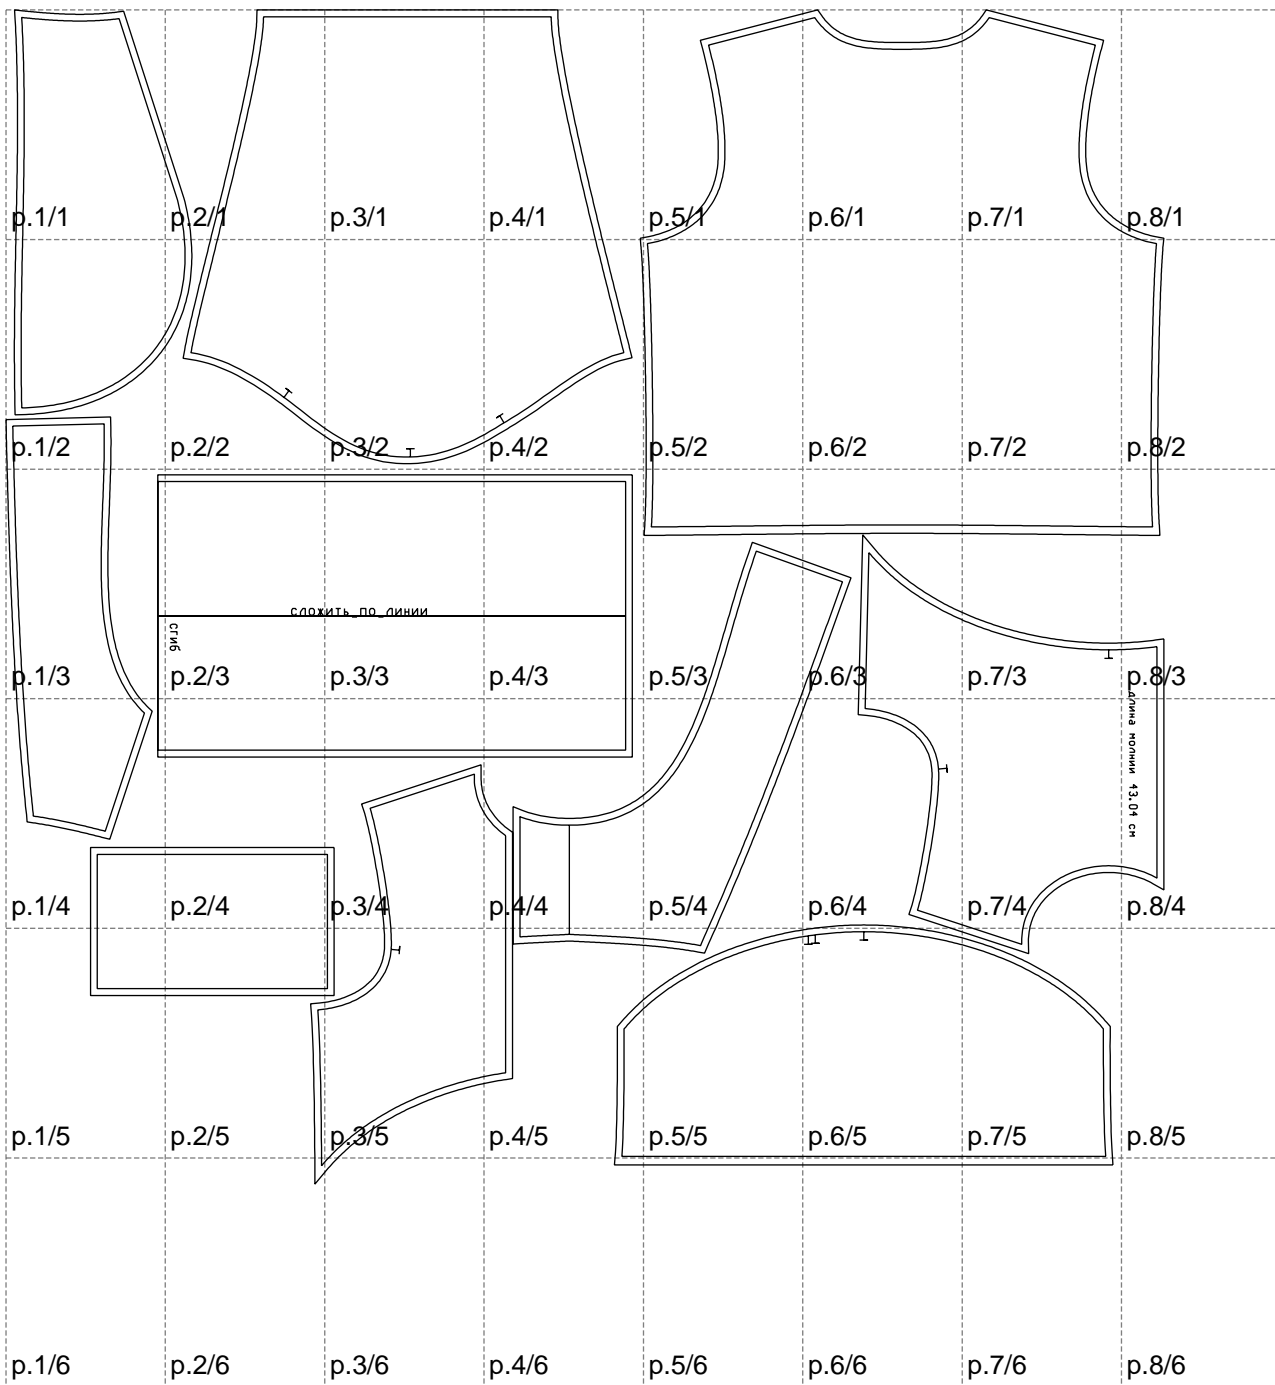 p.1/1 p.2/1 p.3/1 p.4/1 p.5/1 p.6/1 p.7/1 p.8/1
p.1/2 p.2/2 p.3/2 p.4/2 p.5/2 p.6/2 p.7/2 p.8/2
сложить_по_линии
сгиб
p.1/3 p.2/3 p.3/3 p.4/3 p.5/3 p.6/3 p.7/3 p.8/3
длина молнии 43.04 см
p.1/4 p.2/4 p.3/4 p.4/4 p.5/4 p.6/4 p.7/4 p.8/4
p.1/5 p.2/5 p.3/5 p.4/5 p.5/5 p.6/5 p.7/5 p.8/5
p.1/6 p.2/6 p.3/6 p.4/6 p.5/6 p.6/6 p.7/6 p.8/6